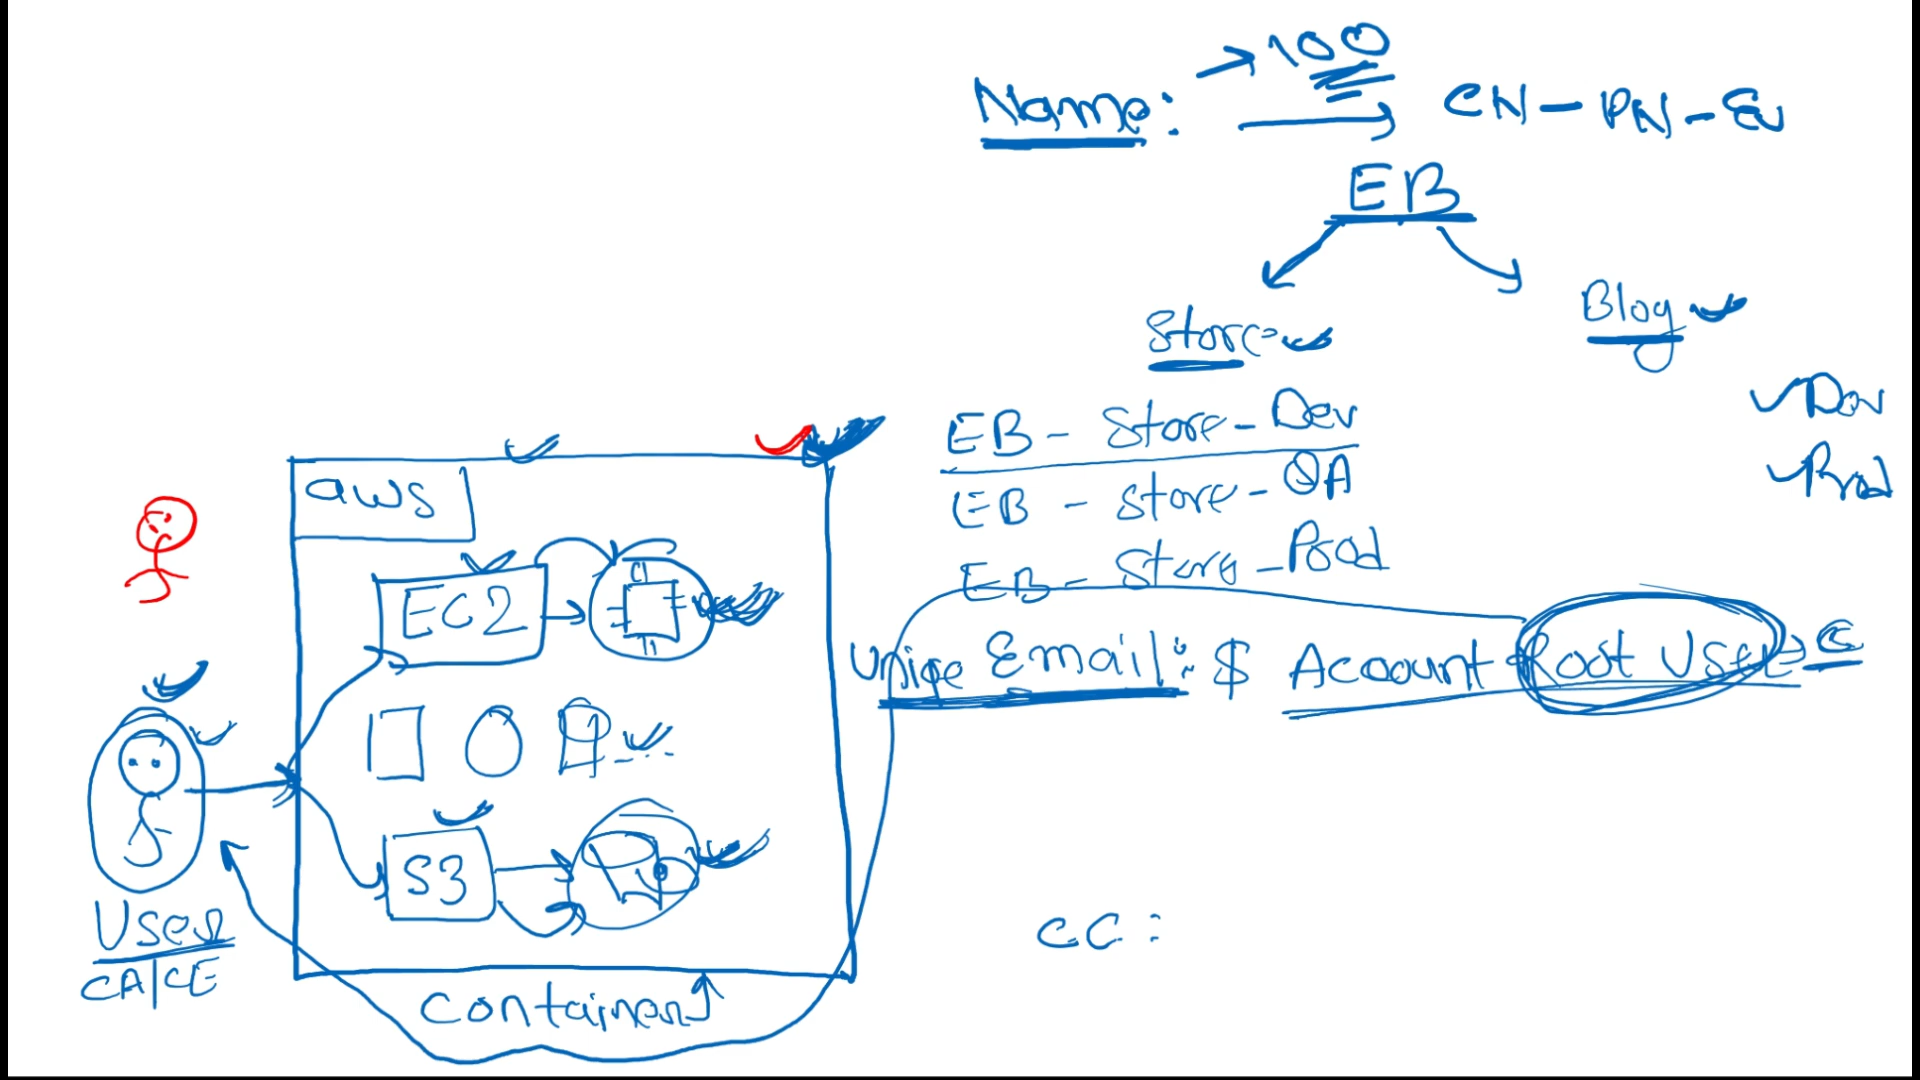 → 100
Name: → CN - PN - Ev
EB
Store
Blog
EB - Store - Dev
EB - Store - QA
EB - Store - Prod
Dev
Prod
Uniqe Email: $ Account Root User
aws
EC2
S3
User
CA|CE
Container
CC: